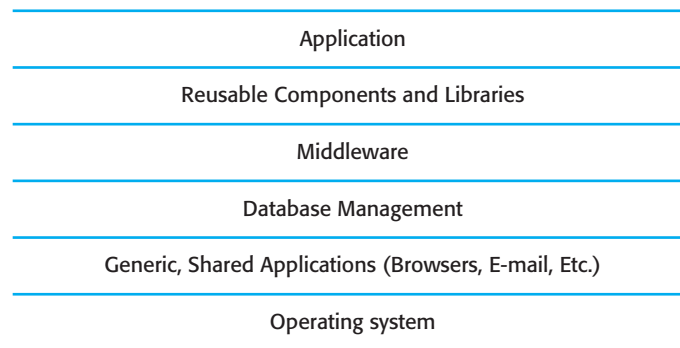 Application
Reusable Components and Libraries
Middleware
Database Management
Generic, Shared Applications (Browsers, E-mail, Etc.)
Operating system